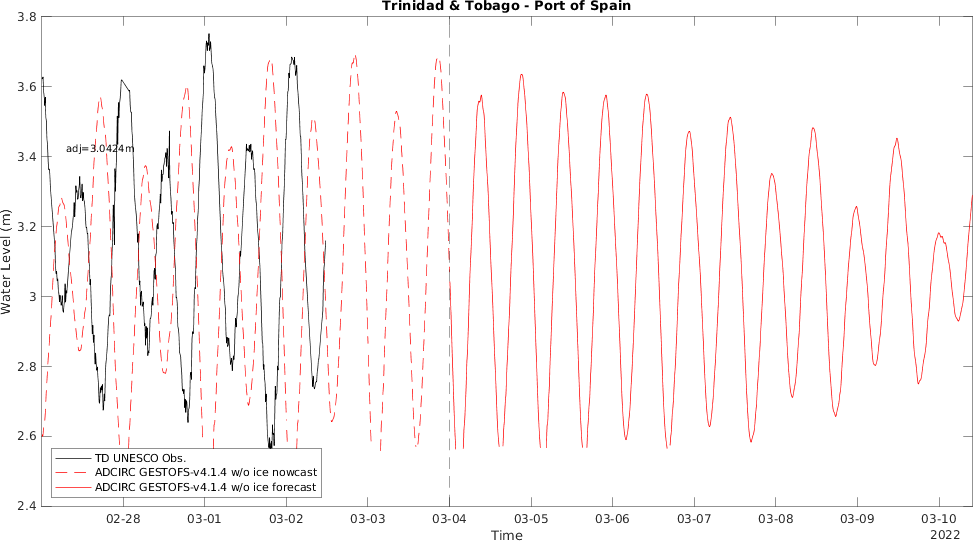 Trinidad & Tobago - Port of Spain
3.8
3.6
3.4
3.2
3
2.8
2.6
2.4
Water Level (m)
adj=3.0424m
TD UNESCO Obs.
ADCIRC GESTOFS-v4.1.4 w/o ice nowcast
ADCIRC GESTOFS-v4.1.4 w/o ice forecast
02-28 03-01 03-02 03-03 03-04 03-05 03-06 03-07 03-08 03-09 03-10
Time 2022